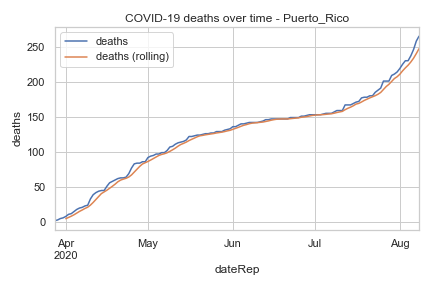 COVID-19 deaths over time - Puerto_Rico
deaths
deaths (rolling)
250
200
150
100
50
0
deaths
Apr
2020
May
Jun
Jul
Aug
dateRep